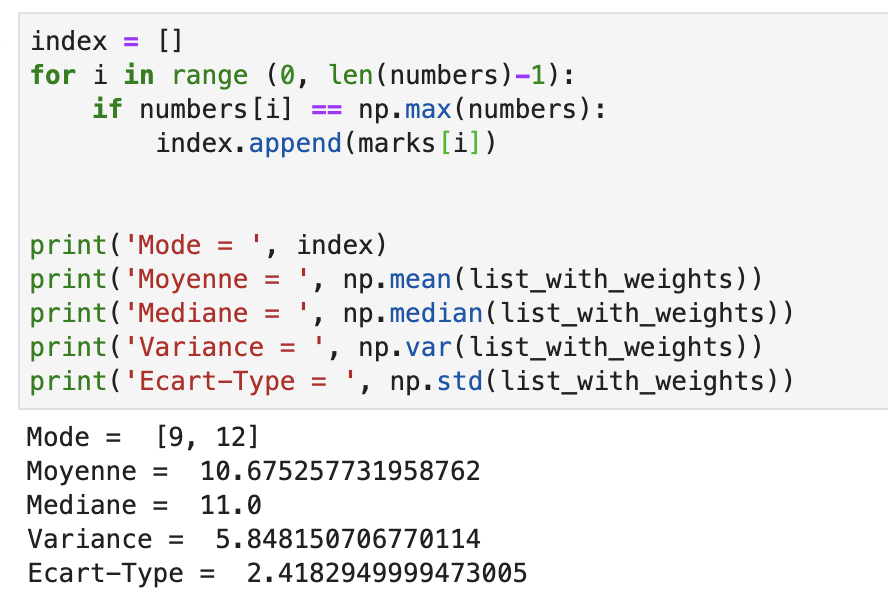 index = []
for i in range (0, len(numbers)-1):
    if numbers[i] == np.max(numbers):
        index.append(marks[i])
print('Mode = ', index)
print('Moyenne = ', np.mean(list_with_weights))
print('Mediane = ', np.median(list_with_weights))
print('Variance = ', np.var(list_with_weights))
print('Ecart-Type = ', np.std(list_with_weights))
Mode =  [9, 12]
Moyenne =  10.675257731958762
Mediane =  11.0
Variance =  5.848150706770114
Ecart-Type =  2.4182949999473005